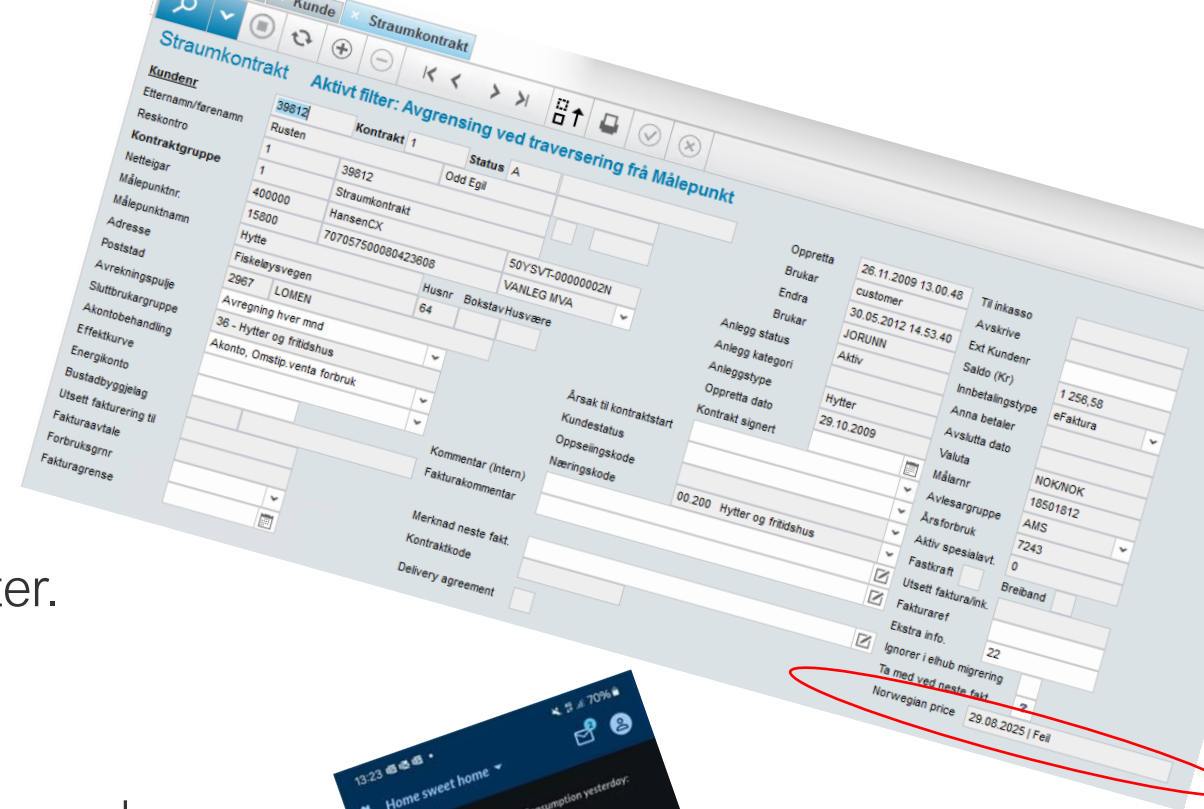 Kunde
Straumkontrakt
Straumkontrakt Aktivt filter: Avgrensing ved traversering frå Målepunkt
Kundenr 39812 Kontrakt 1 Status A
Etternamn/førenamn Rusten Odd Egil
Reskontro 1 39812
Kontraktgruppe 1 Straumkontrakt
Netteigar 400000 HansenCX 50YSVT-00000002N
Målepunktnr. 15800 707057500080423608 VANLEG MVA
Målepunktnamn Hytte
Adresse Fiskeløysvegen Husnr 64 Bokstav Husvære
Poststad 2967 LOMEN
Avrekningspulje Avregning hver mnd
Sluttbrukargruppe 36 - Hytter og fritidshus
Akontobehandling Akonto, Omstip.venta forbruk
Effektkurve
Energikonto
Bustadbyggjelag
Utsett fakturering til
Fakturaavtale
Forbruksgrnr
Fakturagrense
Kommentar (Intern)
Fakturakommentar
Merknad neste fakt.
Kontraktkode
Delivery agreement
Årsak til kontraktstart
Kundestatus
Oppseiingskode
Næringskode 00.200 Hytter og fritidshus
Oppretta 26.11.2009 13.00.48
Brukar customer
Endra 30.05.2012 14.53.40
Brukar JORUNN
Anlegg status Aktiv
Anlegg kategori
Anleggstype Hytter
Oppretta dato 29.10.2009
Kontrakt signert
Til inkasso
Avskrive
Ext Kundenr
Saldo (Kr) 1 256,58
Innbetalingstype eFaktura
Anna betaler
Avslutta dato
Valuta NOK/NOK
Målarnr 18501812
Avlesargruppe AMS
Årsforbruk 7243
Aktiv spesialavt. 0
Fastkraft Breiband
Utsett faktura/ink.
Fakturaref
Ekstra info. 22
Ignorer i elhub migrering
Ta med ved neste fakt. ?
Norwegian price 29.08.2025 | Feil
ter.
13:23 70%
2
Home sweet home
consumption yesterday: